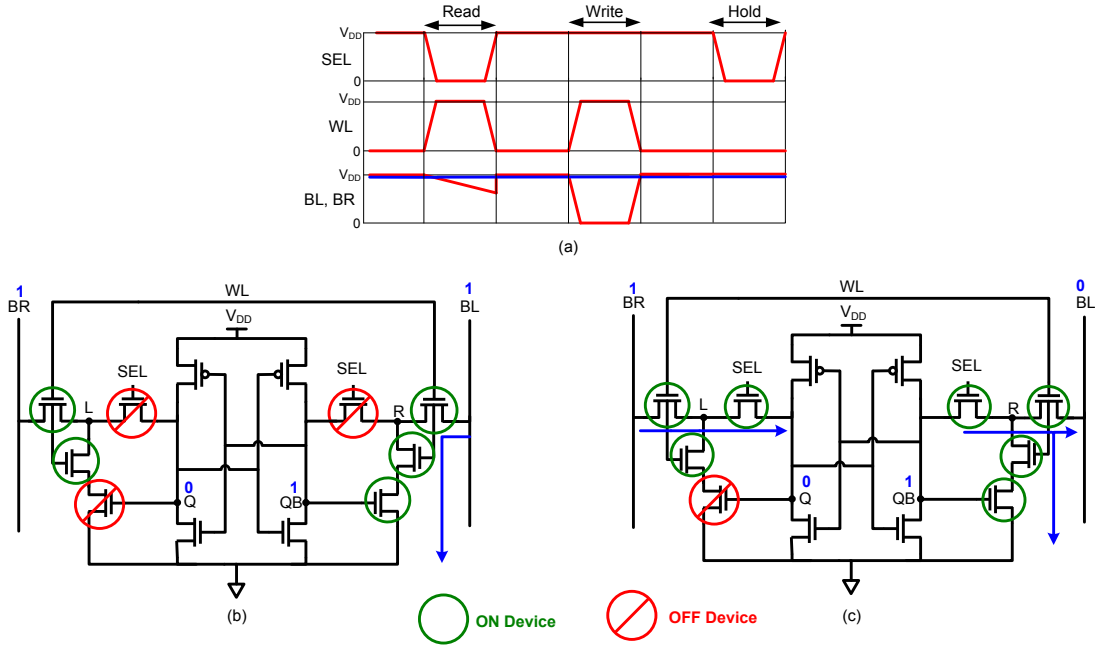 Read Write Hold
VDD
SEL
0
VDD
WL
0
VDD
BL, BR
0
(a)
1 WL 1
BR VDD BL
SEL SEL
L R
0 1
Q QB
(b)
1 WL 0
BR VDD BL
SEL SEL
L R
0 1
Q QB
(c)
ON Device
OFF Device